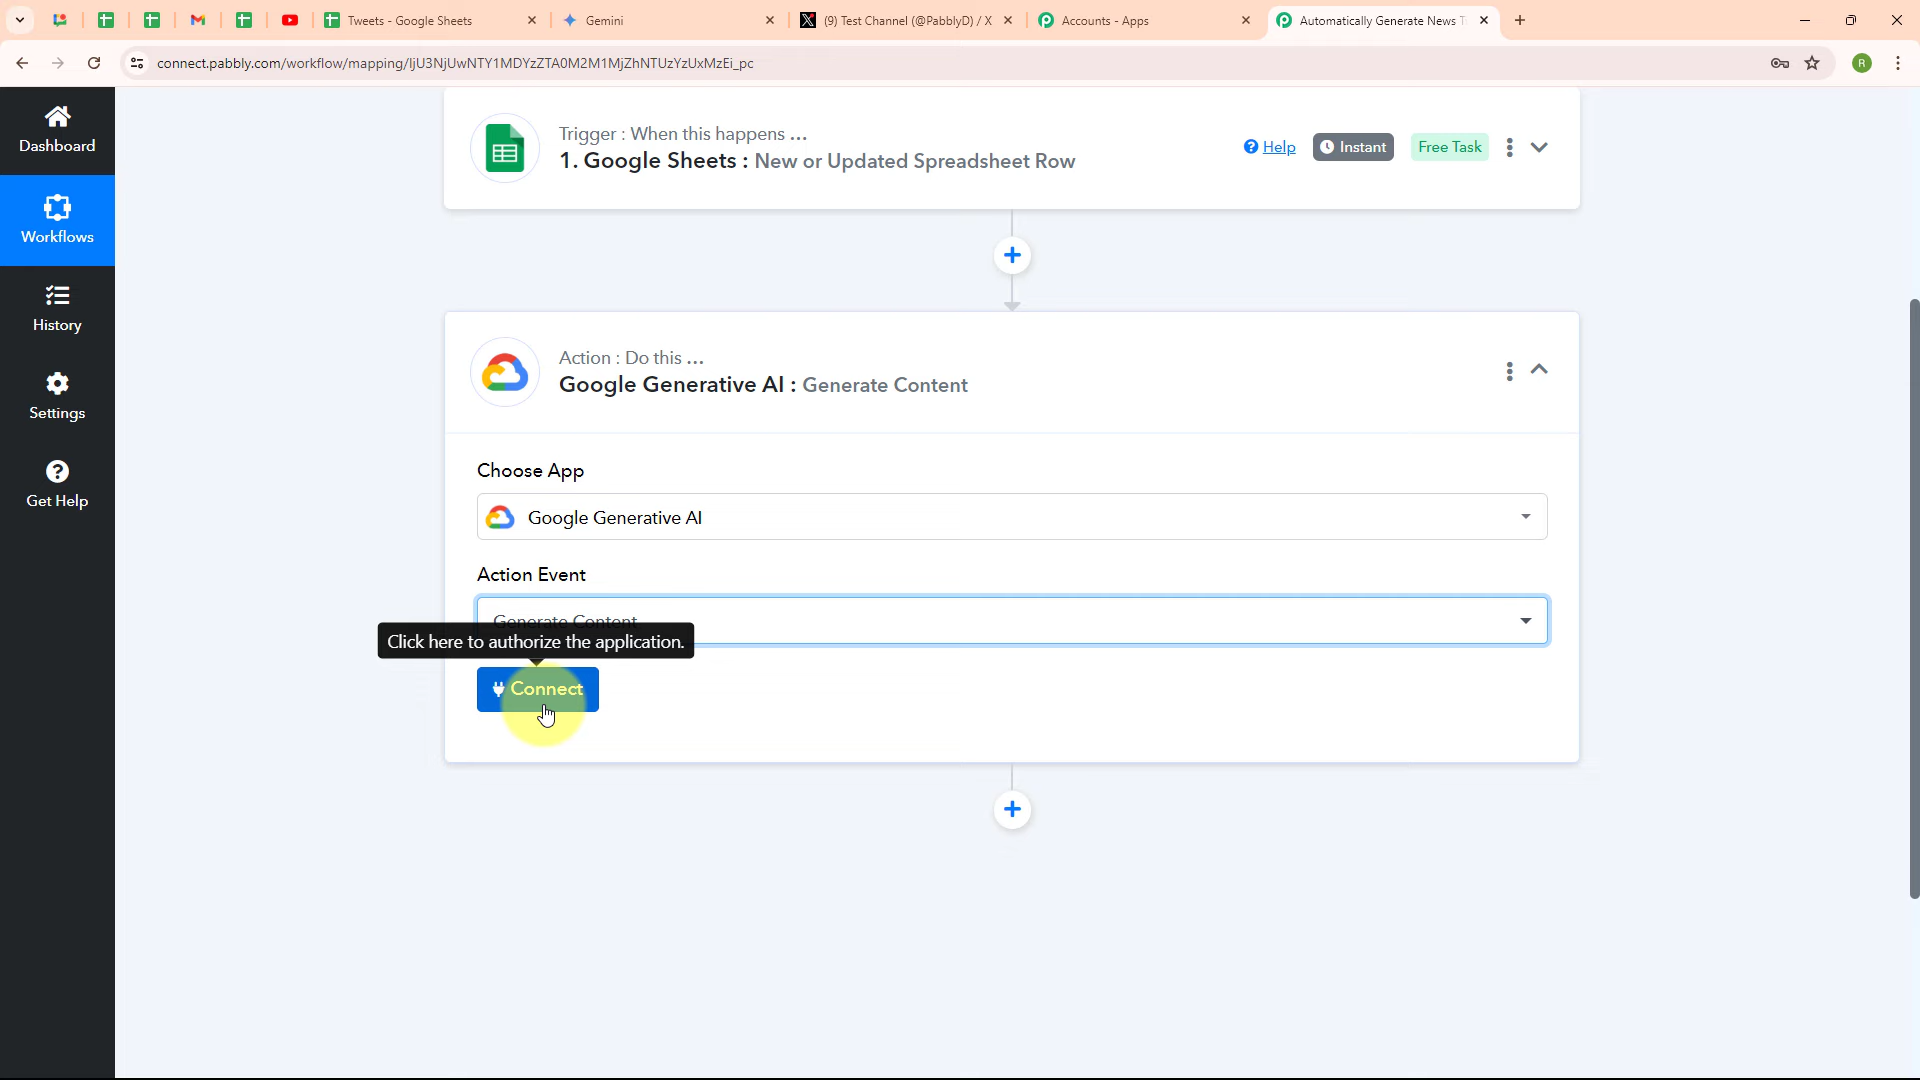 Tweets - Google Sheets
Gemini
(9) Test Channel (@PabblyD) / X
Accounts - Apps
Automatically Generate News T
connect.pabbly.com/workflow/mapping/IjU3NjUwNTY1MDYzZTA0M2M1MjZhNTUzYzUxMzEi_pc
R
Dashboard
Workflows
History
Settings
Get Help
Trigger : When this happens ...
1. Google Sheets : New or Updated Spreadsheet Row
Help
Instant
Free Task
Action : Do this ...
Google Generative AI : Generate Content
Choose App
Google Generative AI
Action Event
Generate Content
Click here to authorize the application.
Connect